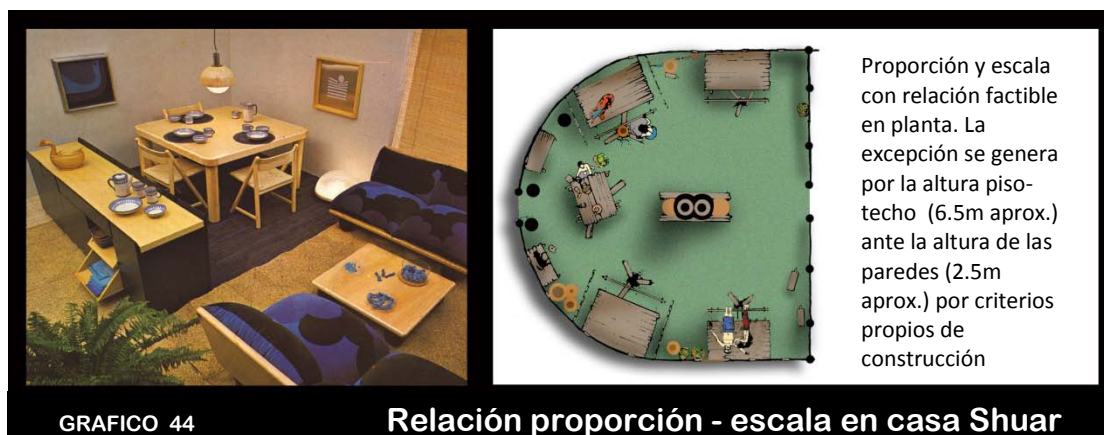 Proporción y escala
con relación factible
en planta. La
excepción se genera
por la altura piso-
techo (6.5m aprox.)
ante la altura de las
paredes (2.5m
aprox.) por criterios
propios de
construcción
GRAFICO 44
Relación proporción - escala en casa Shuar